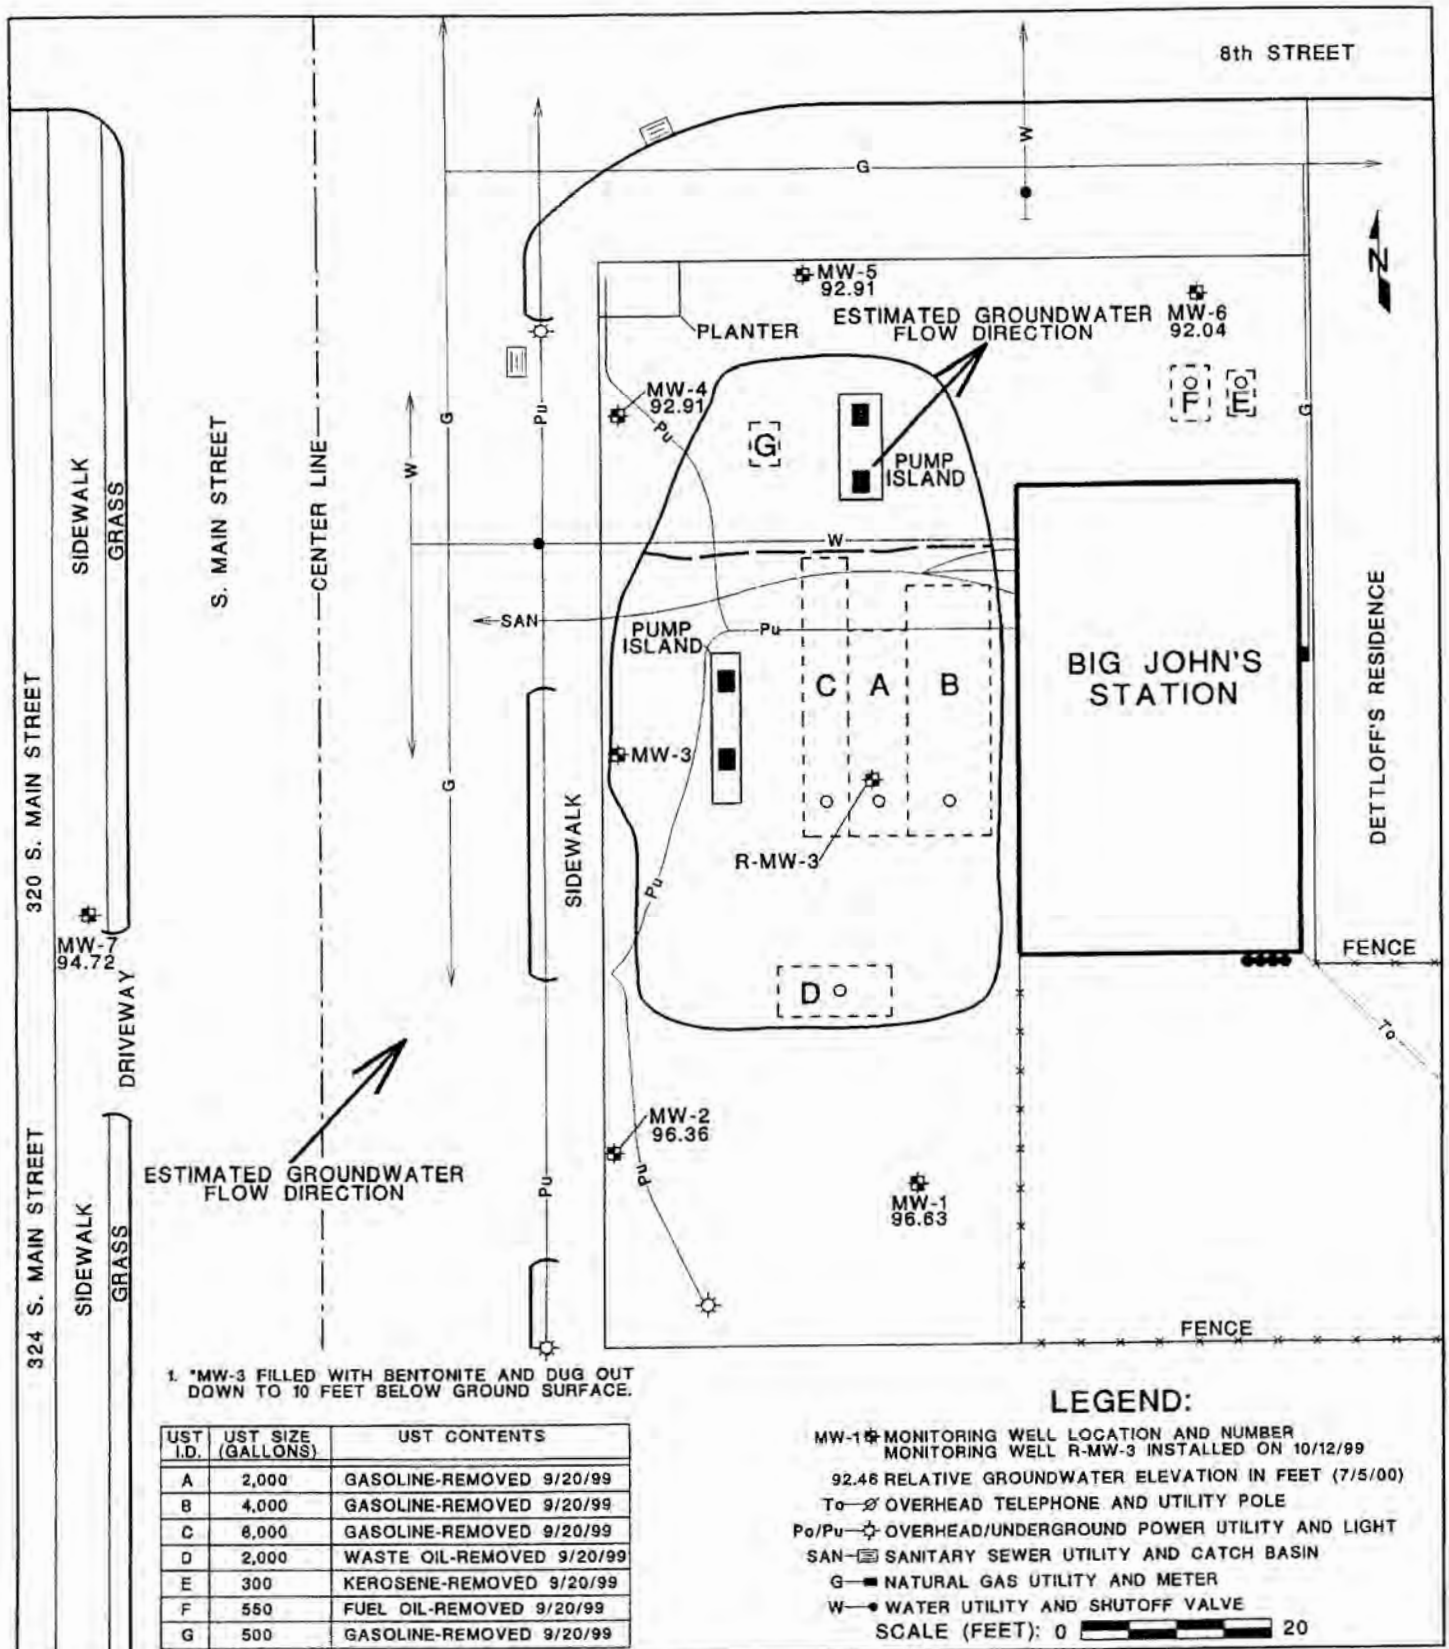 8th STREET
W
G
N
MW-5
92.91
ESTIMATED GROUNDWATER
FLOW DIRECTION
MW-6
92.04
PLANTER
MW-4
92.91
G
Pu
Pu
W
G
F
E
G
PUMP
ISLAND
S. MAIN STREET
CENTER LINE
SIDEWALK
GRASS
W
SAN
PUMP
ISLAND
Pu
C
A
B
BIG JOHN'S
STATION
DETTLOFF'S RESIDENCE
320 S. MAIN STREET
MW-3
G
SIDEWALK
R-MW-3
Pu
MW-7
94.72
FENCE
D
DRIVEWAY
To
MW-2
96.36
ESTIMATED GROUNDWATER
FLOW DIRECTION
Pu
Pu
MW-1
96.63
324 S. MAIN STREET
SIDEWALK
GRASS
FENCE
1. *MW-3 FILLED WITH BENTONITE AND DUG OUT
DOWN TO 10 FEET BELOW GROUND SURFACE.
UST I.D. UST SIZE (GALLONS) UST CONTENTS
A 2,000 GASOLINE-REMOVED 9/20/99
B 4,000 GASOLINE-REMOVED 9/20/99
C 6,000 GASOLINE-REMOVED 9/20/99
D 2,000 WASTE OIL-REMOVED 9/20/99
E 300 KEROSENE-REMOVED 9/20/99
F 550 FUEL OIL-REMOVED 9/20/99
G 500 GASOLINE-REMOVED 9/20/99
LEGEND:
MW-1 MONITORING WELL LOCATION AND NUMBER
MONITORING WELL R-MW-3 INSTALLED ON 10/12/99
92.46 RELATIVE GROUNDWATER ELEVATION IN FEET (7/5/00)
To OVERHEAD TELEPHONE AND UTILITY POLE
Po/Pu OVERHEAD/UNDERGROUND POWER UTILITY AND LIGHT
SAN SANITARY SEWER UTILITY AND CATCH BASIN
G NATURAL GAS UTILITY AND METER
W WATER UTILITY AND SHUTOFF VALVE
SCALE (FEET): 0 20